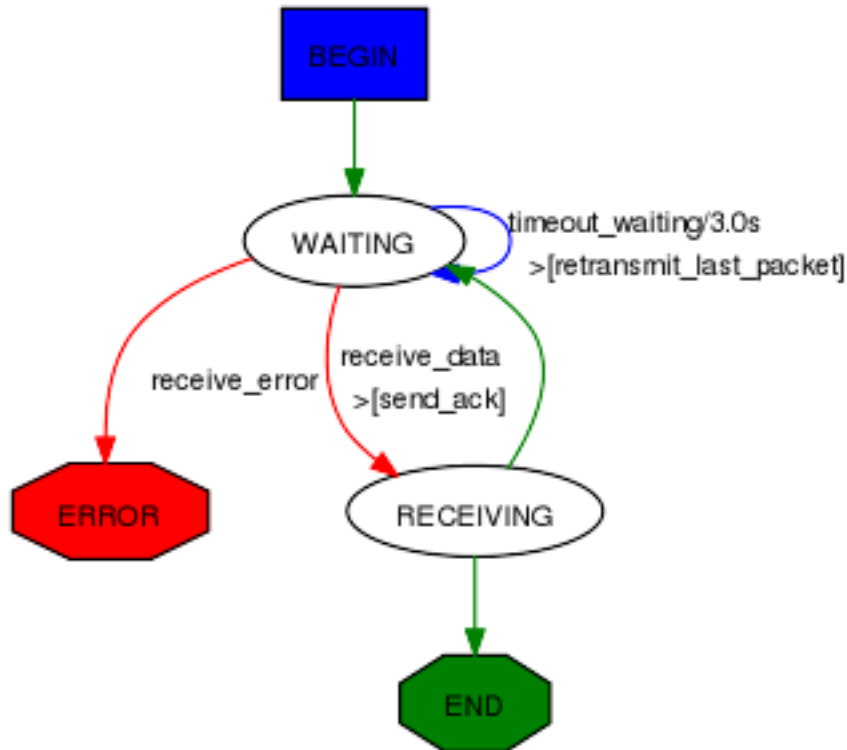 BEGIN
WAITING
timeout_waiting/3.0s
>[retransmit_last_packet]
receive_error
receive_data
>[send_ack]
ERROR
RECEIVING
END